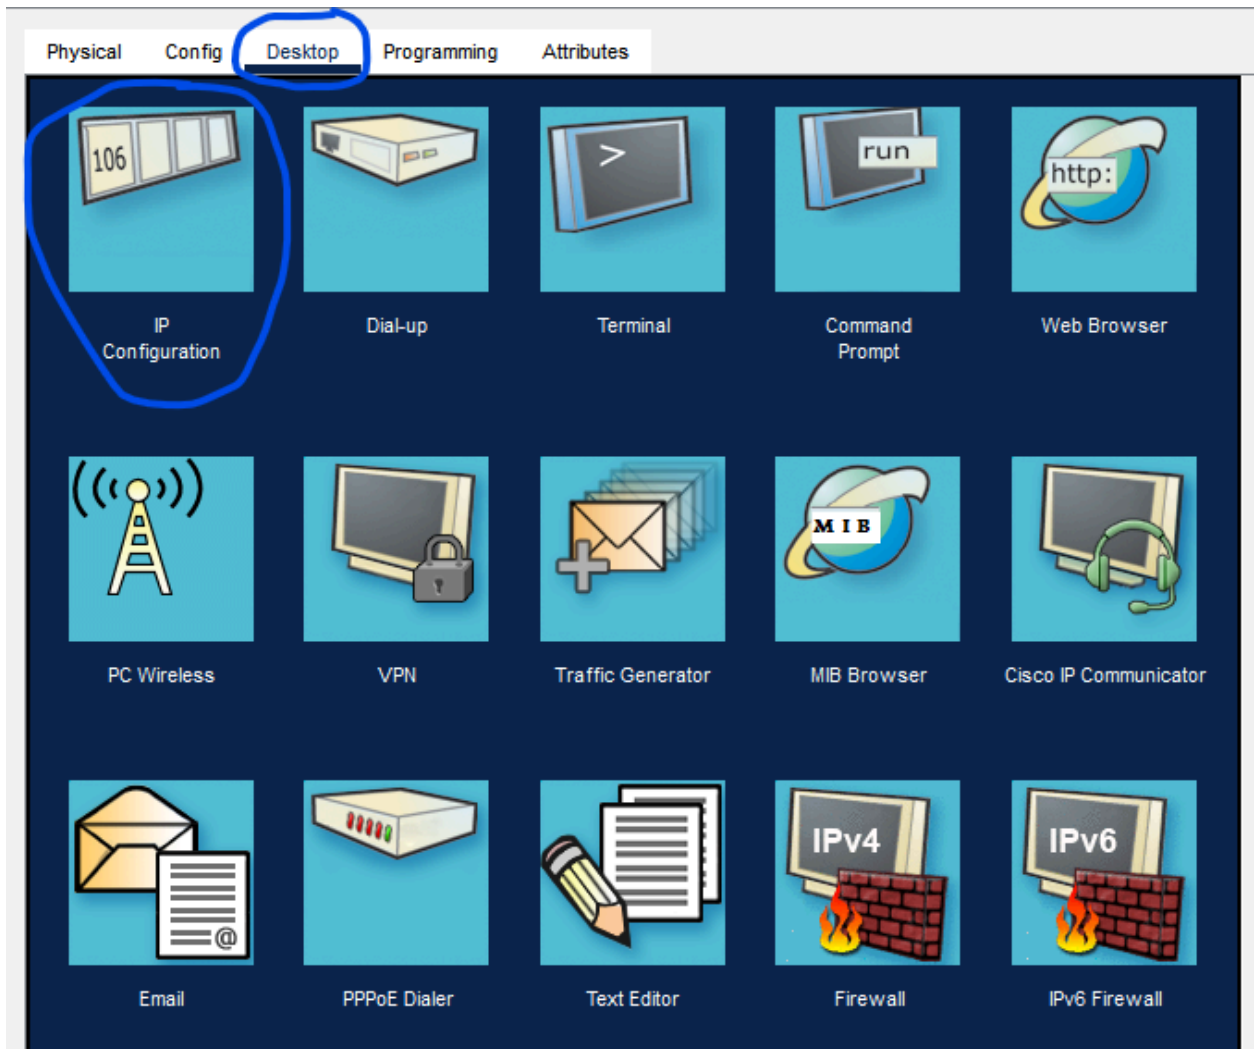 Physical Config Desktop Programming Attributes
106
>
run
http:
IP
Configuration
Dial-up
Terminal
Command
Prompt
Web Browser
MIB
PC Wireless
VPN
Traffic Generator
MIB Browser
Cisco IP Communicator
@
IPv4
IPv6
Email
PPPoE Dialer
Text Editor
Firewall
IPv6 Firewall